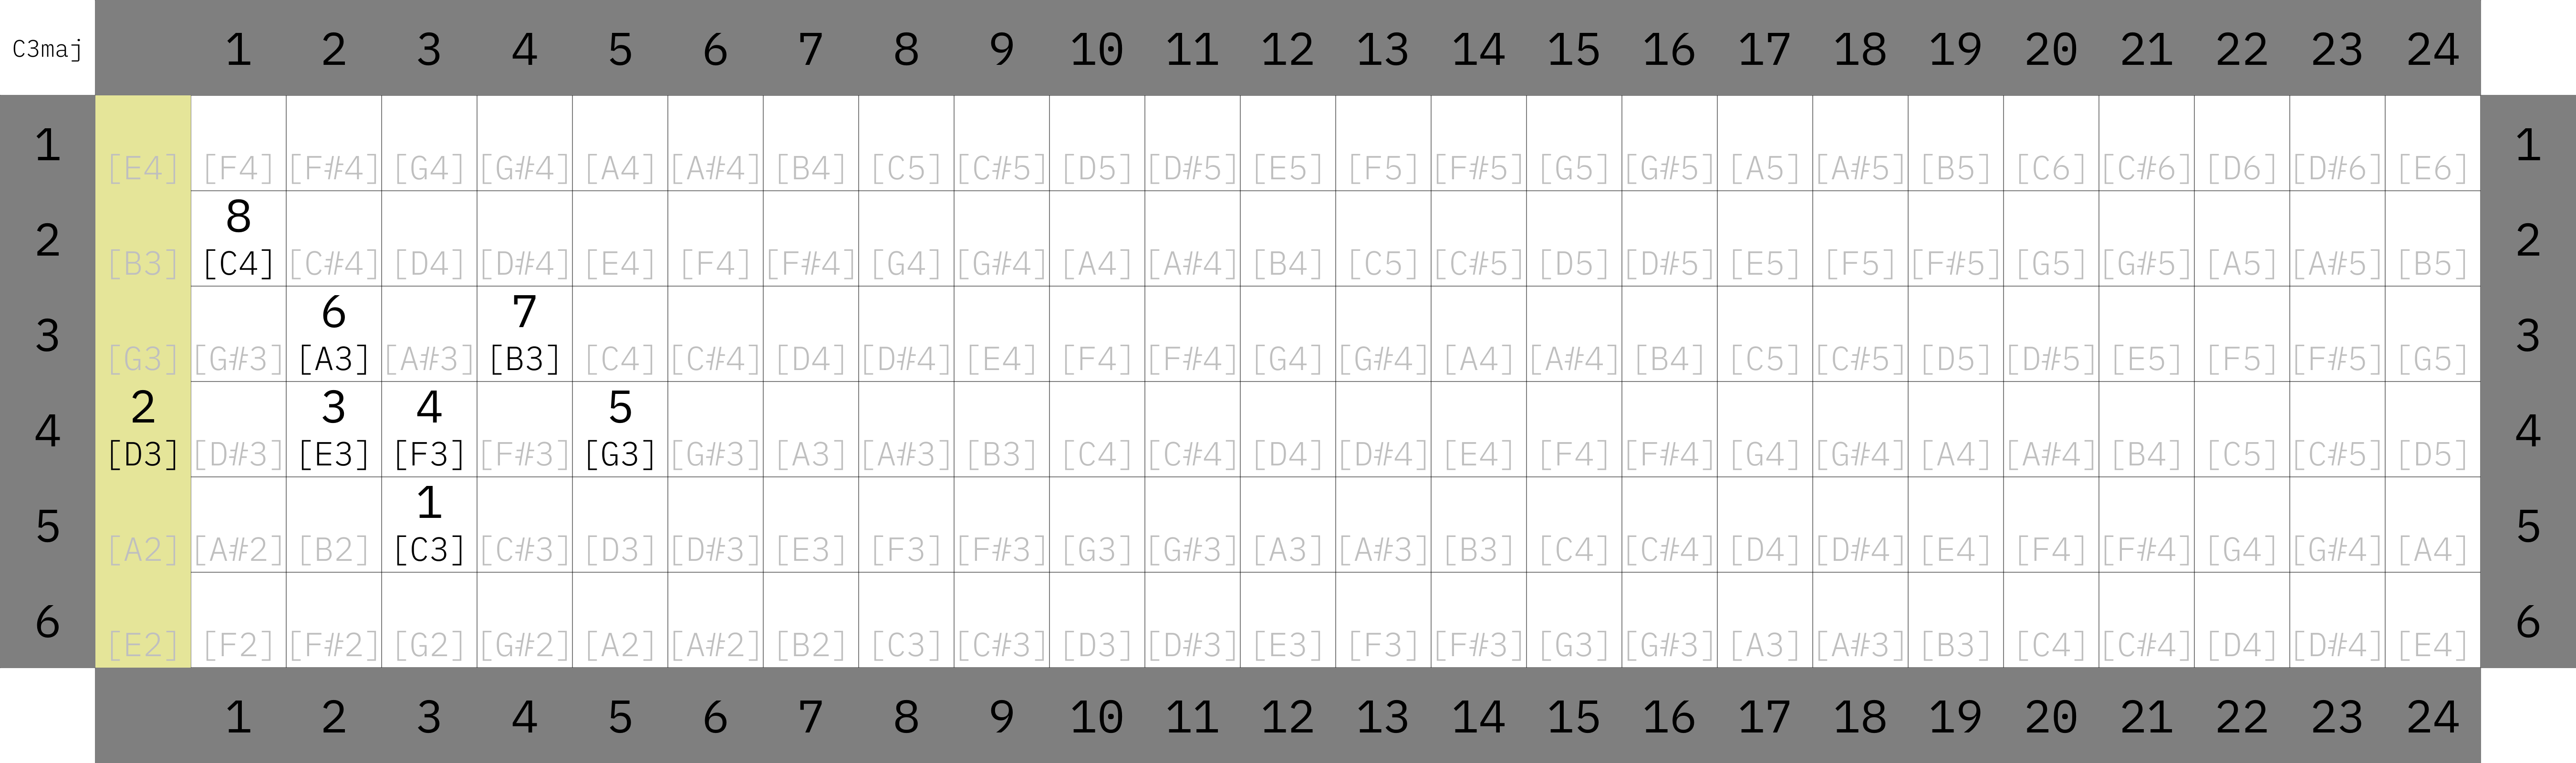 C3maj 1 2 3 4 5 6 7 8 9 10 11 12 13 14 15 16 17 18 19 20 21 22 23 24
1 [E4] [F4] [F#4] [G4] [G#4] [A4] [A#4] [B4] [C5] [C#5] [D5] [D#5] [E5] [F5] [F#5] [G5] [G#5] [A5] [A#5] [B5] [C6] [C#6] [D6] [D#6] [E6] 1
8
2 [B3] [C4] [C#4] [D4] [D#4] [E4] [F4] [F#4] [G4] [G#4] [A4] [A#4] [B4] [C5] [C#5] [D5] [D#5] [E5] [F5] [F#5] [G5] [G#5] [A5] [A#5] [B5] 2
6 7
3 [G3] [G#3] [A3] [A#3] [B3] [C4] [C#4] [D4] [D#4] [E4] [F4] [F#4] [G4] [G#4] [A4] [A#4] [B4] [C5] [C#5] [D5] [D#5] [E5] [F5] [F#5] [G5] 3
2 3 4 5
4 [D3] [D#3] [E3] [F3] [F#3] [G3] [G#3] [A3] [A#3] [B3] [C4] [C#4] [D4] [D#4] [E4] [F4] [F#4] [G4] [G#4] [A4] [A#4] [B4] [C5] [C#5] [D5] 4
1
5 [A2] [A#2] [B2] [C3] [C#3] [D3] [D#3] [E3] [F3] [F#3] [G3] [G#3] [A3] [A#3] [B3] [C4] [C#4] [D4] [D#4] [E4] [F4] [F#4] [G4] [G#4] [A4] 5
6 [E2] [F2] [F#2] [G2] [G#2] [A2] [A#2] [B2] [C3] [C#3] [D3] [D#3] [E3] [F3] [F#3] [G3] [G#3] [A3] [A#3] [B3] [C4] [C#4] [D4] [D#4] [E4] 6
1 2 3 4 5 6 7 8 9 10 11 12 13 14 15 16 17 18 19 20 21 22 23 24